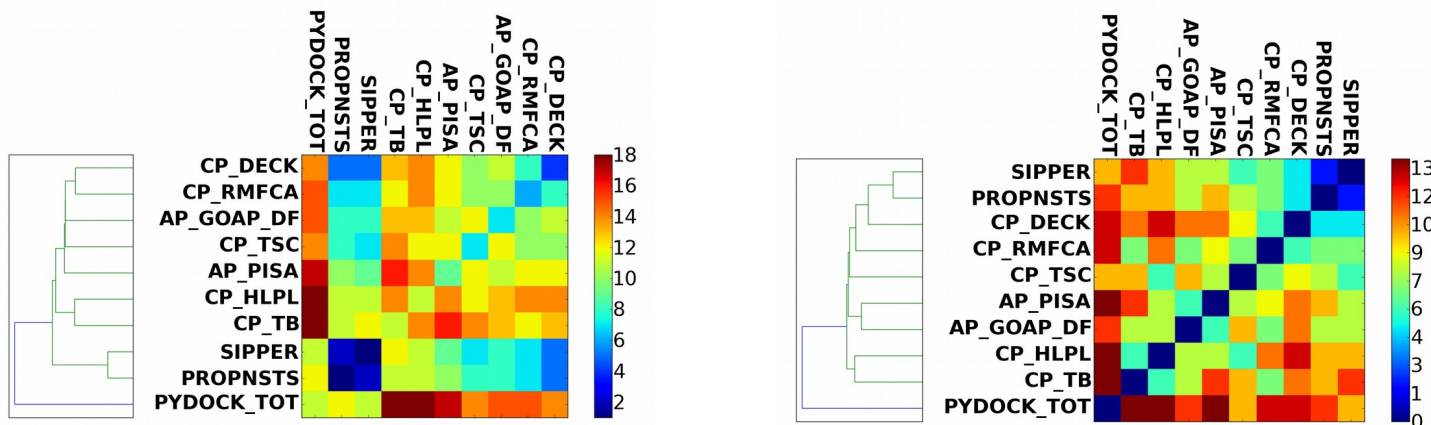 PYDOCK_TOT
PROPNSTS
SIPPER
CP_TB
CP_HLPL
AP_PISA
CP_TSC
AP_GOAP_DF
CP_RMFCA
CP_DECK
CP_DECK
CP_RMFCA
AP_GOAP_DF
CP_TSC
AP_PISA
CP_HLPL
CP_TB
SIPPER
PROPNSTS
PYDOCK_TOT
18
16
14
12
10
8
6
4
2
PYDOCK_TOT
CP_TB
CP_HLPL
AP_GOAP_DF
AP_PISA
CP_TSC
CP_RMFCA
CP_DECK
PROPNSTS
SIPPER
SIPPER
PROPNSTS
CP_DECK
CP_RMFCA
CP_TSC
AP_PISA
AP_GOAP_DF
CP_HLPL
CP_TB
PYDOCK_TOT
13
12
10
9
7
6
4
3
1
0